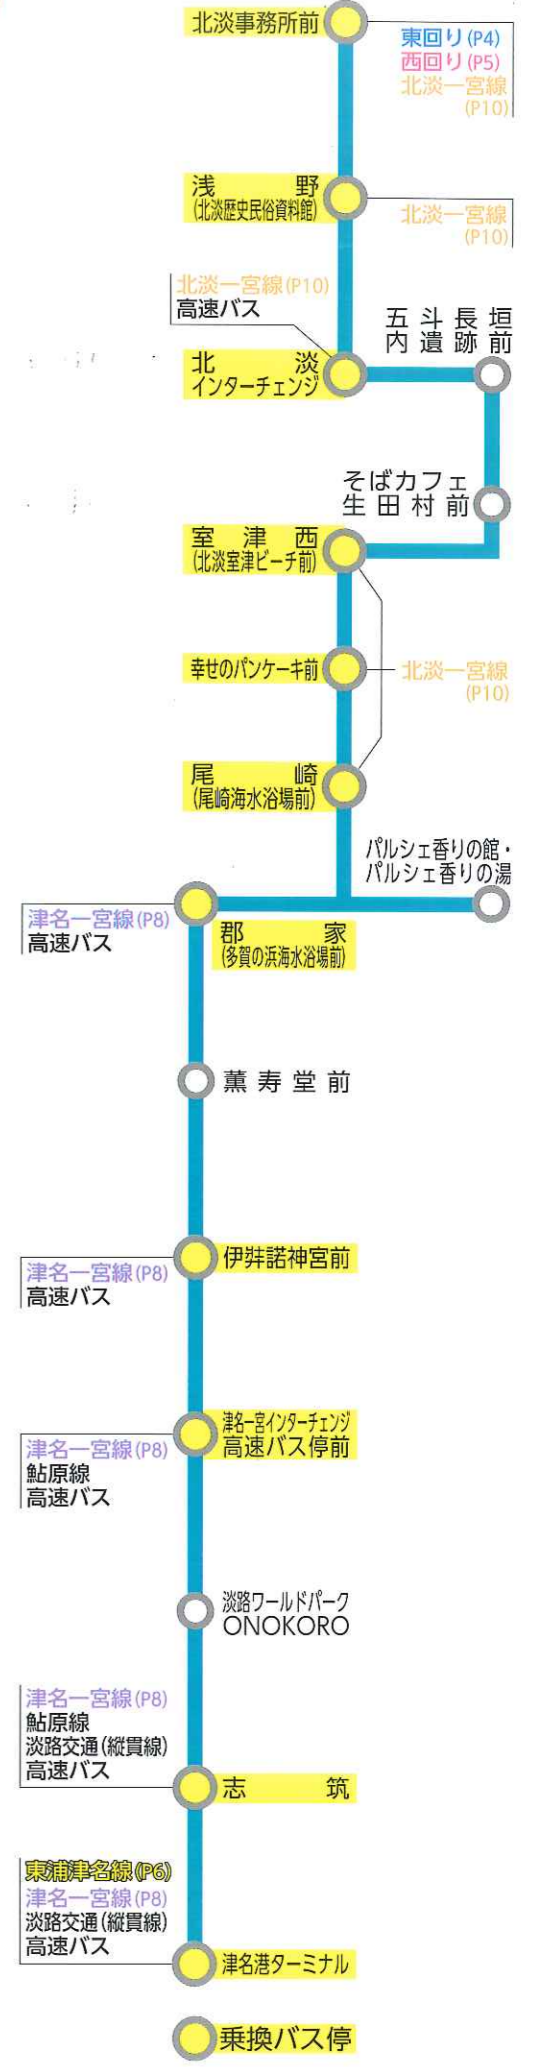 北淡事務所前
東回り(P4)
西回り(P5)
北淡一宮線
(P10)
浅野
(北淡歴史民俗資料館)
北淡一宮線
(P10)
北淡一宮線(P10)
高速バス
北淡
インターチェンジ
五斗長垣
内遺跡前
そばカフェ
生田村前
室津西
(北淡室津ビーチ前)
幸せのパンケーキ前
北淡一宮線
(P10)
尾崎
(尾崎海水浴場前)
パルシェ香りの館・
パルシェ香りの湯
津名一宮線(P8)
高速バス
郡家
(多賀の浜海水浴場前)
薫寿堂前
伊弉諾神宮前
津名一宮線(P8)
高速バス
津名一宮インターチェンジ
高速バス停前
津名一宮線(P8)
鮎原線
高速バス
淡路ワールドパーク
ONOKORO
津名一宮線(P8)
鮎原線
淡路交通(縦貫線)
高速バス
志筑
東浦津名線(P6)
津名一宮線(P8)
淡路交通(縦貫線)
高速バス
津名港ターミナル
乗換バス停